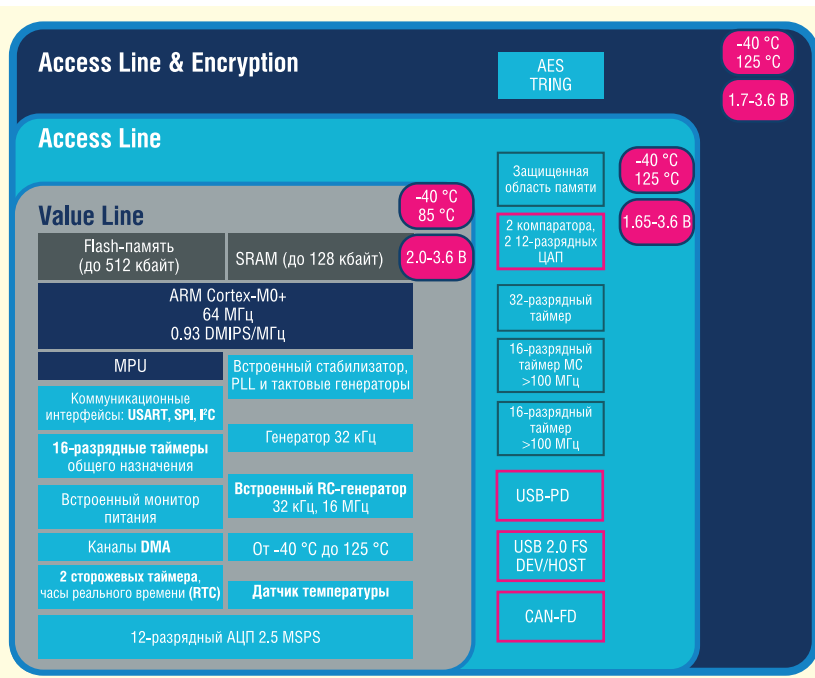 Access Line & Encryption
AES
TRING
-40 °C
125 °C
1.7-3.6 В
Access Line
Защищенная
область памяти
-40 °C
125 °C
1.65-3.6 В
2 компаратора,
2 12-разрядных
ЦАП
32-разрядный
таймер
16-разрядный
таймер МС
>100 МГц
16-разрядный
таймер
>100 МГц
USB-PD
USB 2.0 FS
DEV/HOST
CAN-FD
Value Line
-40 °C
85 °C
2.0-3.6 В
Flash-память
(до 512 кбайт)
SRAM (до 128 кбайт)
ARM Cortex-M0+
64 МГц
0.93 DMIPS/МГц
MPU
Встроенный стабилизатор,
PLL и тактовые генераторы
Коммуникационные
интерфейсы: USART, SPI, I²C
Генератор 32 кГц
16-разрядные таймеры
общего назначения
Встроенный RC-генератор
32 кГц, 16 МГц
Встроенный монитор
питания
Каналы DMA
От -40 °C до 125 °C
2 сторожевых таймера,
часы реального времени (RTC)
Датчик температуры
12-разрядный АЦП 2.5 MSPS